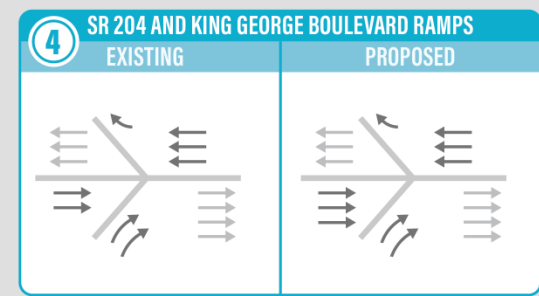 4
SR 204 AND KING GEORGE BOULEVARD RAMPS
EXISTING
PROPOSED